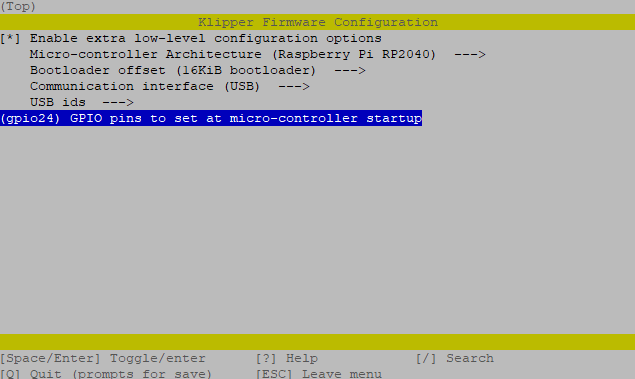 (Top)
Klipper Firmware Configuration
[*] Enable extra low-level configuration options
Micro-controller Architecture (Raspberry Pi RP2040)  --->
Bootloader offset (16KiB bootloader)  --->
Communication interface (USB)  --->
USB ids  --->
(gpio24) GPIO pins to set at micro-controller startup
[Space/Enter] Toggle/enter [?] Help [/] Search
[Q] Quit (prompts for save) [ESC] Leave menu